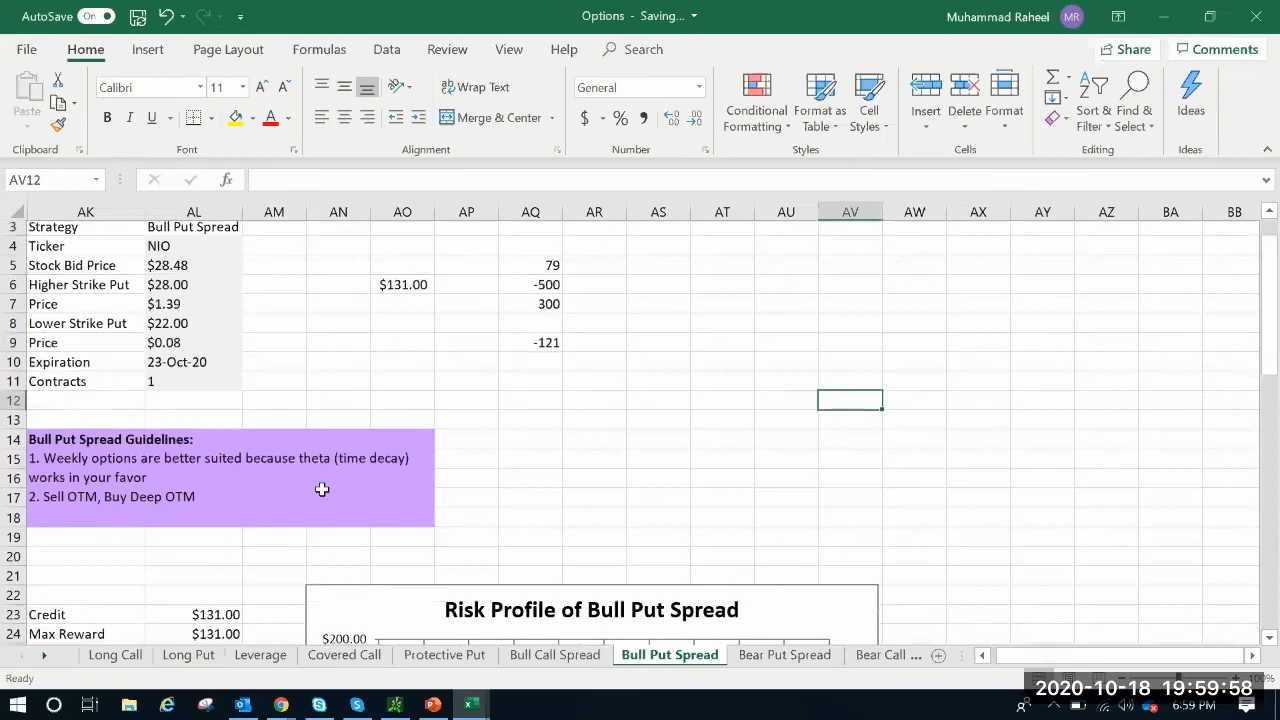 AutoSave On Options - Saving... Muhammad Raheel MR
File Home Insert Page Layout Formulas Data Review View Help Search Share Comments
Paste Calibri 11 Wrap Text General Conditional Formatting Format as Table Cell Styles Insert Delete Format Sort & Filter Find & Select Ideas
B I U A Merge & Center $ %
Clipboard Font Alignment Number Styles Cells Editing Ideas
AV12 fx
AK AL AM AN AO AP AQ AR AS AT AU AV AW AX AY AZ BA BB
3 Strategy Bull Put Spread
4 Ticker NIO
5 Stock Bid Price $28.48 79
6 Higher Strike Put $28.00 $131.00 -500
7 Price $1.39 300
8 Lower Strike Put $22.00
9 Price $0.08 -121
10 Expiration 23-Oct-20
11 Contracts 1
12
13
14 Bull Put Spread Guidelines:
15 1. Weekly options are better suited because theta (time decay)
16 works in your favor
17 2. Sell OTM, Buy Deep OTM
18
19
20
21
22 Risk Profile of Bull Put Spread
23 Credit $131.00
24 Max Reward $131.00 $200.00
Long Call Long Put Leverage Covered Call Protective Put Bull Call Spread Bull Put Spread Bear Put Spread Bear Call ...
Ready 100%
2020-10-18 19:59:58
6:59 PM